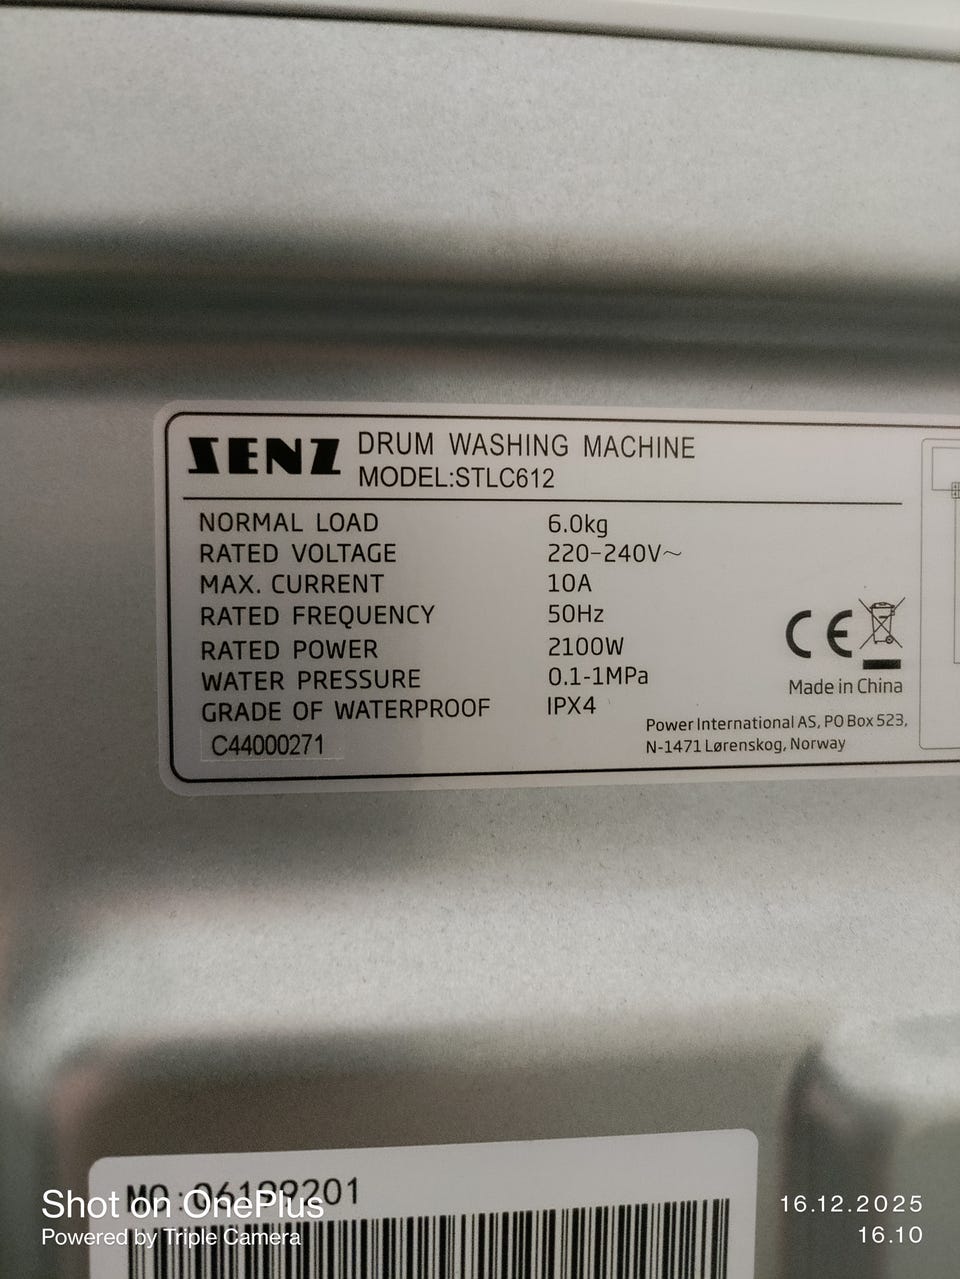 SENZ DRUM WASHING MACHINE
MODEL:STLC612
NORMAL LOAD 6.0kg
RATED VOLTAGE 220-240V~
MAX. CURRENT 10A
RATED FREQUENCY 50Hz
RATED POWER 2100W
WATER PRESSURE 0.1-1MPa
GRADE OF WATERPROOF IPX4
C44000271
CE
Made in China
Power International AS, PO Box 523,
N-1471 Lørenskog, Norway
MO:06199201
Shot on OnePlus
Powered by Triple Camera
16.12.2025
16.10